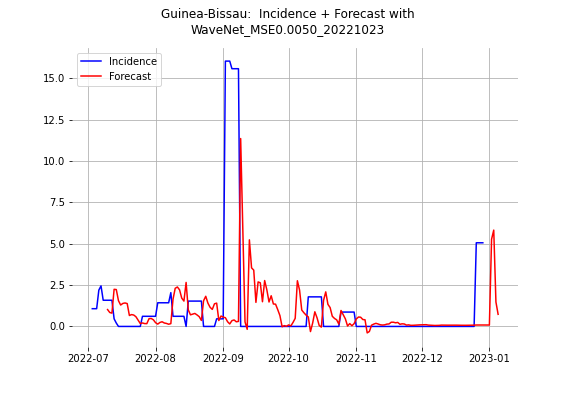 Guinea-Bissau:  Incidence + Forecast with
WaveNet_MSE0.0050_20221023
Incidence
Forecast
15.0
12.5
10.0
7.5
5.0
2.5
0.0
2022-07 2022-08 2022-09 2022-10 2022-11 2022-12 2023-01